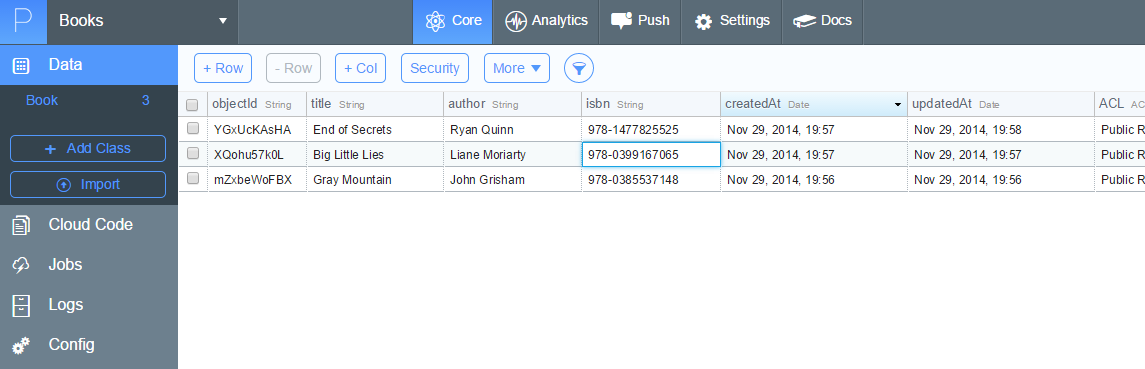 P Books Core Analytics Push Settings Docs
Data + Row - Row + Col Security More
Book 3 objectId String title String author String isbn String createdAt Date updatedAt Date ACL AC
YGxUcKAsHA End of Secrets Ryan Quinn 978-1477825525 Nov 29, 2014, 19:57 Nov 29, 2014, 19:58 Public R
+ Add Class XQohu57k0L Big Little Lies Liane Moriarty 978-0399167065 Nov 29, 2014, 19:57 Nov 29, 2014, 19:57 Public R
Import mZxbeWoFBX Gray Mountain John Grisham 978-0385537148 Nov 29, 2014, 19:56 Nov 29, 2014, 19:56 Public R
Cloud Code
Jobs
Logs
Config